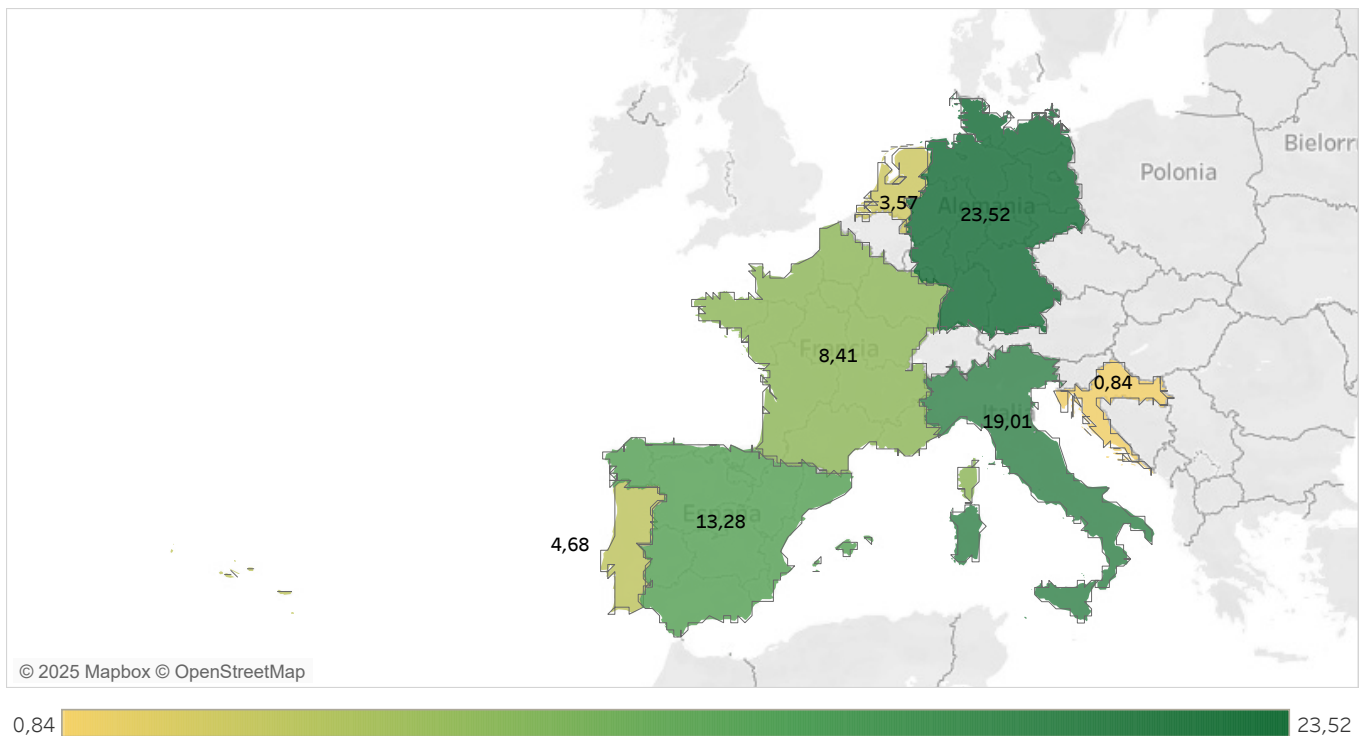 Bielorr
Polonia
3,57
Alemania
23,52
Francia
8,41
0,84
Italia
19,01
España
13,28
4,68
© 2025 Mapbox © OpenStreetMap
0,84
23,52